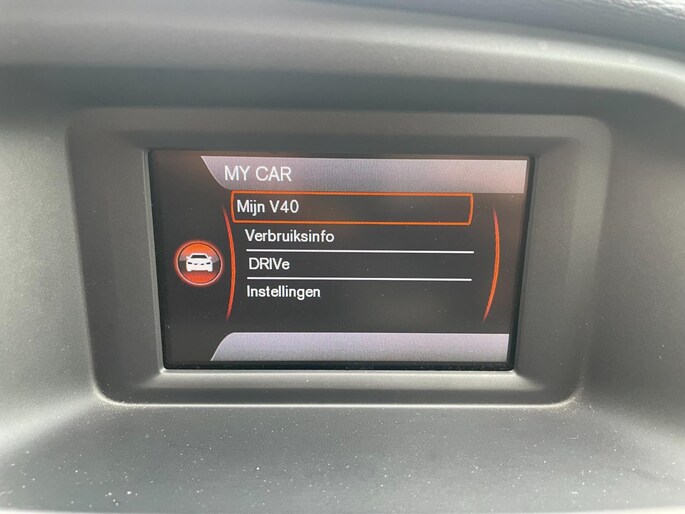 MY CAR
Mijn V40
Verbruiksinfo
DRIVe
Instellingen